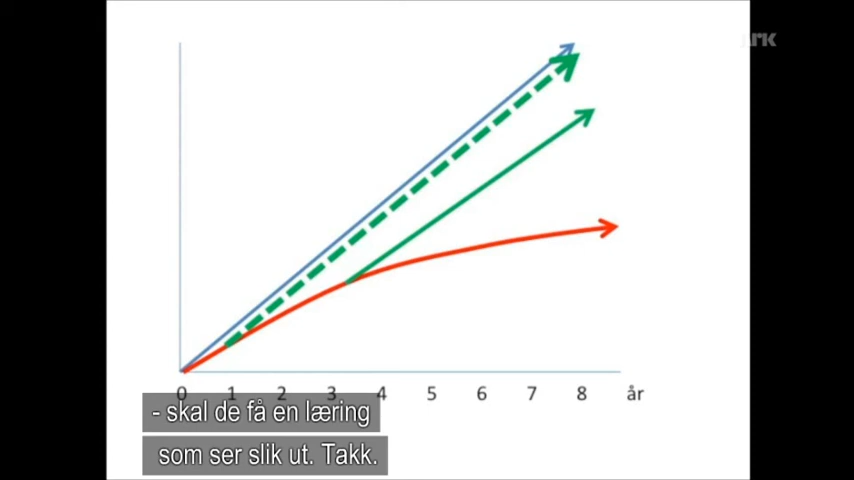 NRK
0 1 2 3 4 5 6 7 8 år
- skal de få en læring
som ser slik ut. Takk.